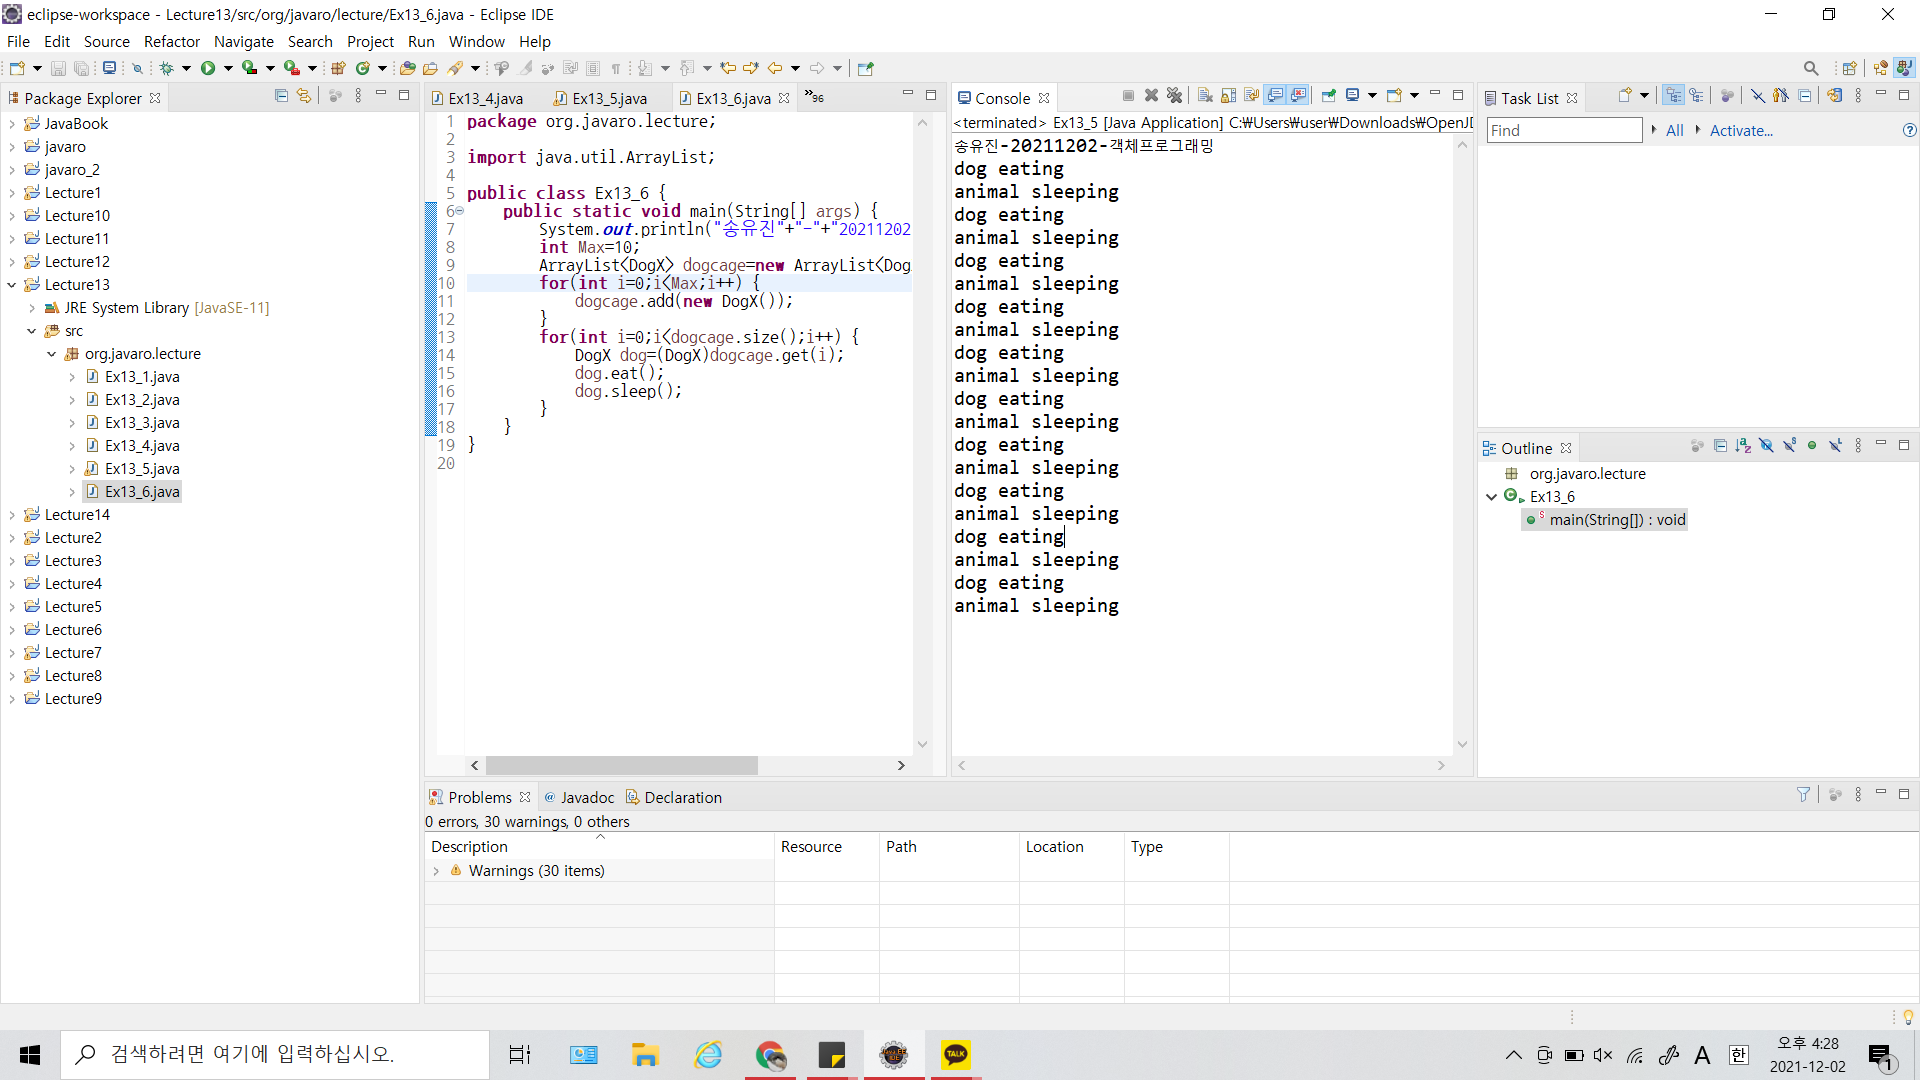 eclipse-workspace - Lecture13/src/org/javaro/lecture/Ex13_6.java - Eclipse IDE
File Edit Source Refactor Navigate Search Project Run Window Help
Package Explorer
JavaBook
javaro
javaro_2
Lecture1
Lecture10
Lecture11
Lecture12
Lecture13
JRE System Library [JavaSE-11]
src
org.javaro.lecture
Ex13_1.java
Ex13_2.java
Ex13_3.java
Ex13_4.java
Ex13_5.java
Ex13_6.java
Lecture14
Lecture2
Lecture3
Lecture4
Lecture5
Lecture6
Lecture7
Lecture8
Lecture9
Ex13_4.java Ex13_5.java Ex13_6.java »96
1 package org.javaro.lecture;
2
3 import java.util.ArrayList;
4
5 public class Ex13_6 {
6 public static void main(String[] args) {
7 System.out.println("송유진"+"-"+"20211202
8 int Max=10;
9 ArrayList<DogX> dogcage=new ArrayList<Dog
10 for(int i=0;i<Max;i++) {
11 dogcage.add(new DogX());
12 }
13 for(int i=0;i<dogcage.size();i++) {
14 DogX dog=(DogX)dogcage.get(i);
15 dog.eat();
16 dog.sleep();
17 }
18 }
19 }
20
Console
<terminated> Ex13_5 [Java Application] C:₩Users₩user₩Downloads₩OpenJD
송유진-20211202-객체프로그래밍
dog eating
animal sleeping
dog eating
animal sleeping
dog eating
animal sleeping
dog eating
animal sleeping
dog eating
animal sleeping
dog eating
animal sleeping
dog eating
animal sleeping
dog eating
animal sleeping
dog eating
animal sleeping
dog eating
animal sleeping
Task List
Find All Activate...
Outline
org.javaro.lecture
Ex13_6
main(String[]) : void
Problems Javadoc Declaration
0 errors, 30 warnings, 0 others
Description Resource Path Location Type
Warnings (30 items)
검색하려면 여기에 입력하십시오.
TALK
A 한
오후 4:28
2021-12-02
1